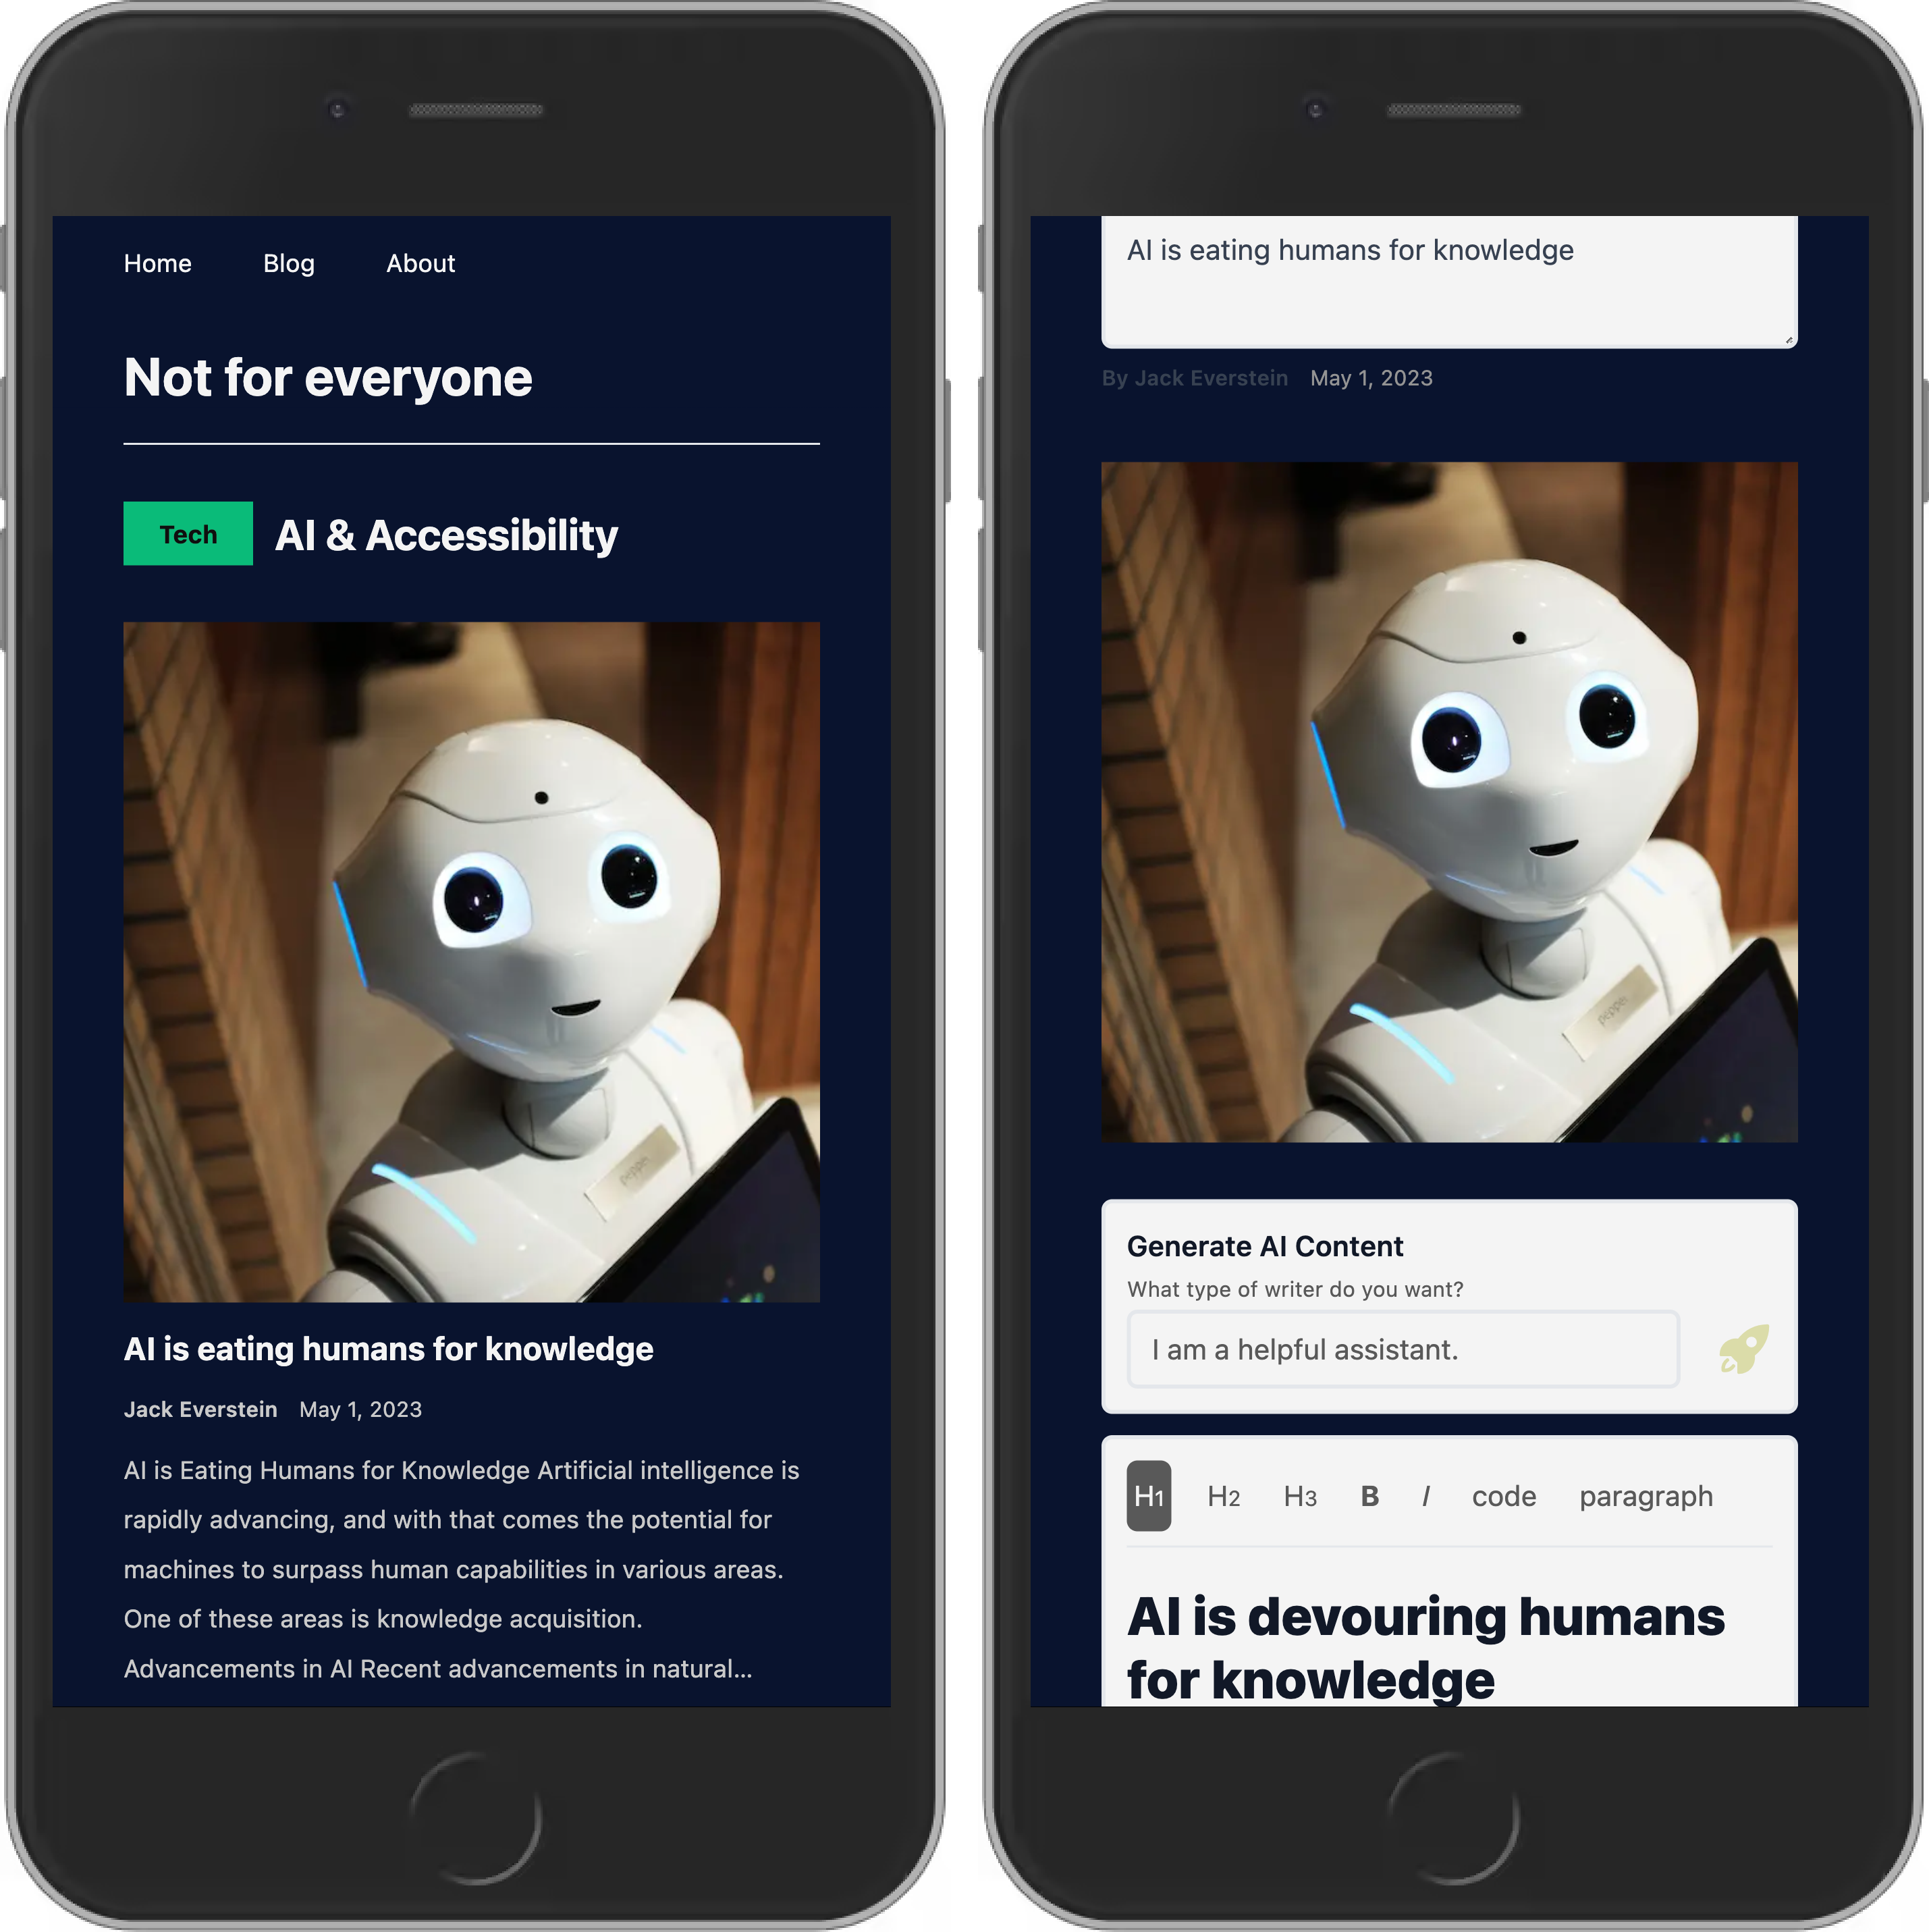 Home Blog About
Not for everyone
Tech AI & Accessibility
pepper
AI is eating humans for knowledge
Jack Everstein May 1, 2023
AI is Eating Humans for Knowledge Artificial intelligence is
rapidly advancing, and with that comes the potential for
machines to surpass human capabilities in various areas.
One of these areas is knowledge acquisition.
Advancements in AI Recent advancements in natural...
AI is eating humans for knowledge
By Jack Everstein May 1, 2023
pepper
Generate AI Content
What type of writer do you want?
I am a helpful assistant.
H1 H2 H3 B I code paragraph
AI is devouring humans
for knowledge